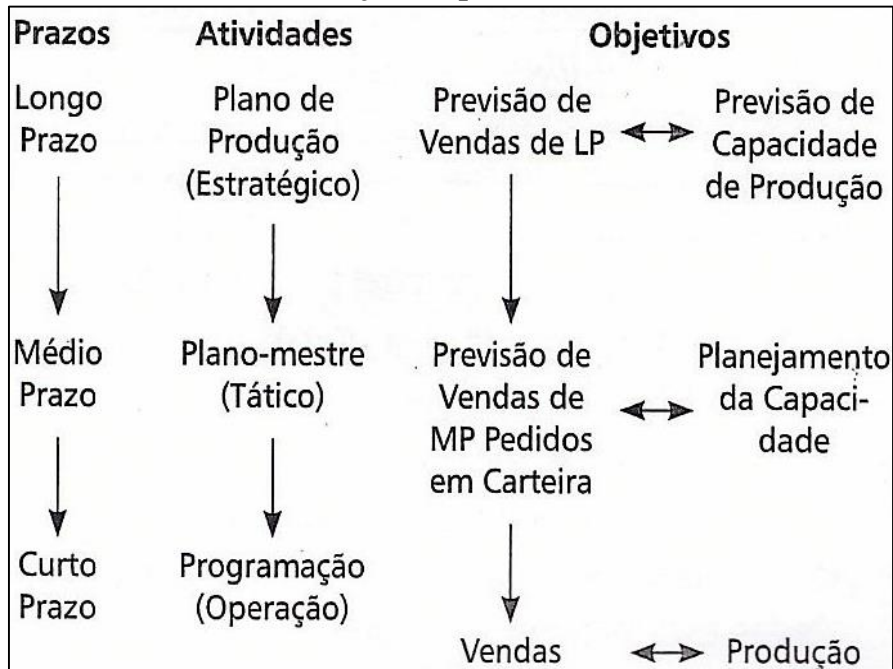 Prazos Atividades Objetivos
Longo
Prazo
Plano de
Produção
(Estratégico)
Previsão de
Vendas de LP
Previsão de
Capacidade
de Produção
Médio
Prazo
Plano-mestre
(Tático)
Previsão de
Vendas de
MP Pedidos
em Carteira
Planejamento
da Capaci-
dade
Curto
Prazo
Programação
(Operação)
Vendas
Produção